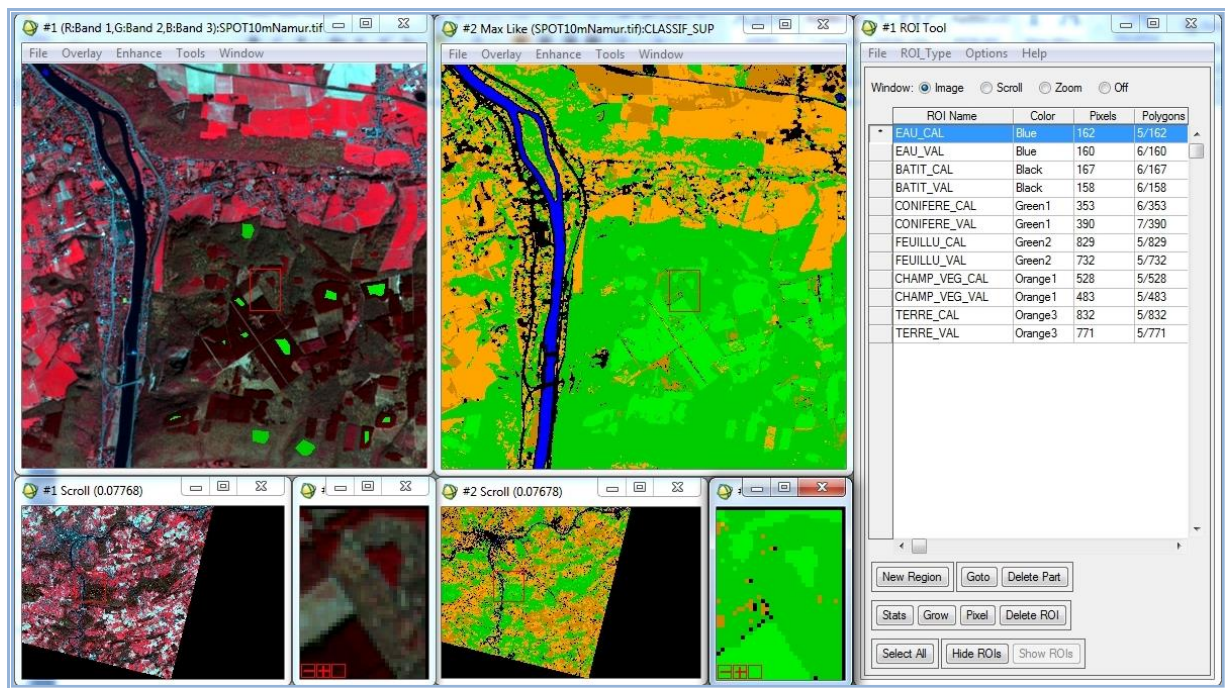 #1 (R:Band 1,G:Band 2,B:Band 3):SPOT10mNamur.tif
File Overlay Enhance Tools Window
#2 Max Like (SPOT10mNamur.tif):CLASSIF_SUP
File Overlay Enhance Tools Window
#1 Scroll (0.07768)
#2 Scroll (0.07678)
#1 ROI Tool
File ROI_Type Options Help
Window: Image Scroll Zoom Off
ROI Name Color Pixels Polygons
* EAU_CAL Blue 162 5/162
EAU_VAL Blue 160 6/160
BATIT_CAL Black 167 6/167
BATIT_VAL Black 158 6/158
CONIFERE_CAL Green1 353 6/353
CONIFERE_VAL Green1 390 7/390
FEUILLU_CAL Green2 829 5/829
FEUILLU_VAL Green2 732 5/732
CHAMP_VEG_CAL Orange1 528 5/528
CHAMP_VEG_VAL Orange1 483 5/483
TERRE_CAL Orange3 832 5/832
TERRE_VAL Orange3 771 5/771
New Region Goto Delete Part
Stats Grow Pixel Delete ROI
Select All Hide ROIs Show ROIs